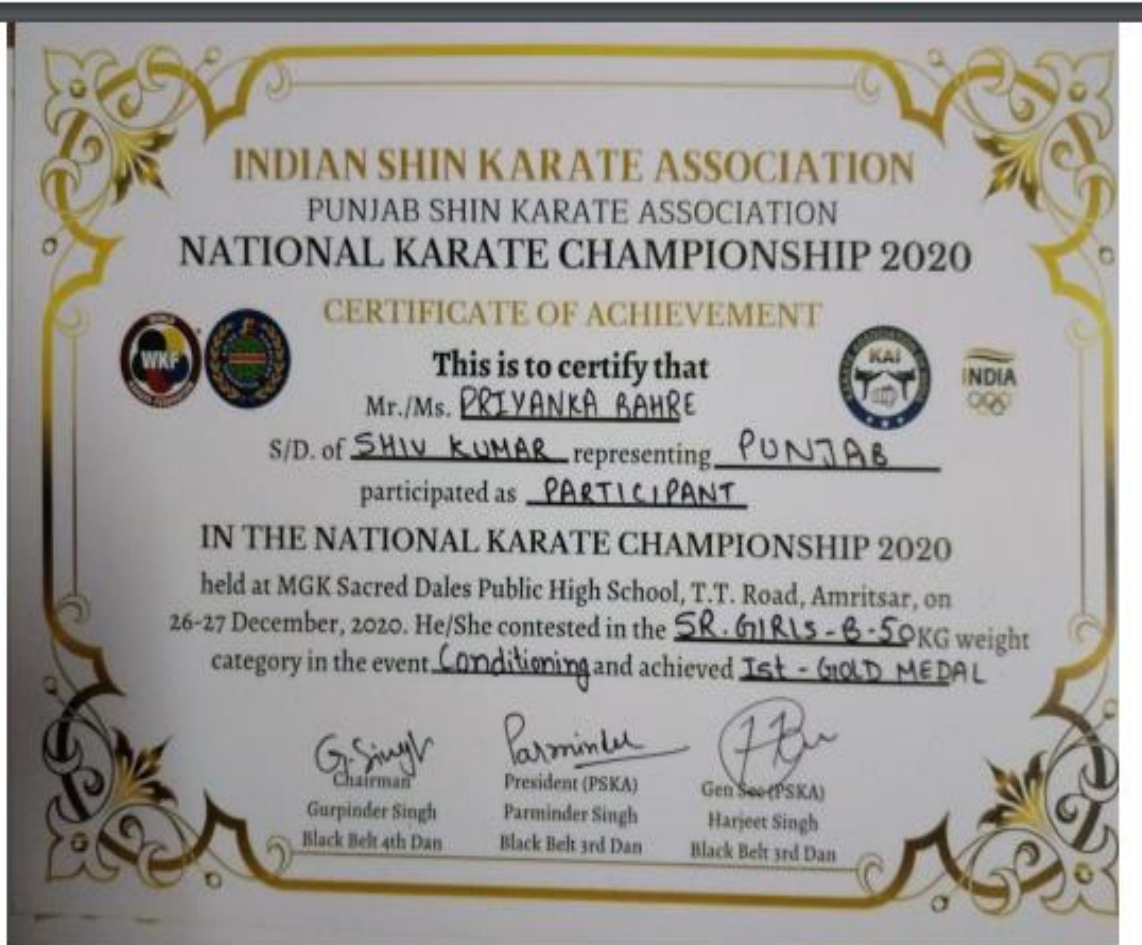 INDIAN SHIN KARATE ASSOCIATION
PUNJAB SHIN KARATE ASSOCIATION
NATIONAL KARATE CHAMPIONSHIP 2020
CERTIFICATE OF ACHIEVEMENT
WKF
KAI
INDIA
This is to certify that
Mr./Ms. PRIYANKA BAHRE
S/D. of SHIV KUMAR representing PUNJAB
participated as PARTICIPANT
IN THE NATIONAL KARATE CHAMPIONSHIP 2020
held at MGK Sacred Dales Public High School, T.T. Road, Amritsar, on
26-27 December, 2020. He/She contested in the SR. GIRLS-B-50KG weight
category in the event Conditioning and achieved Ist - GOLD MEDAL
G. Singh Parminder
Chairman President (PSKA) Gen Sec (PSKA)
Gurpinder Singh Parminder Singh Harjeet Singh
Black Belt 4th Dan Black Belt 3rd Dan Black Belt 3rd Dan